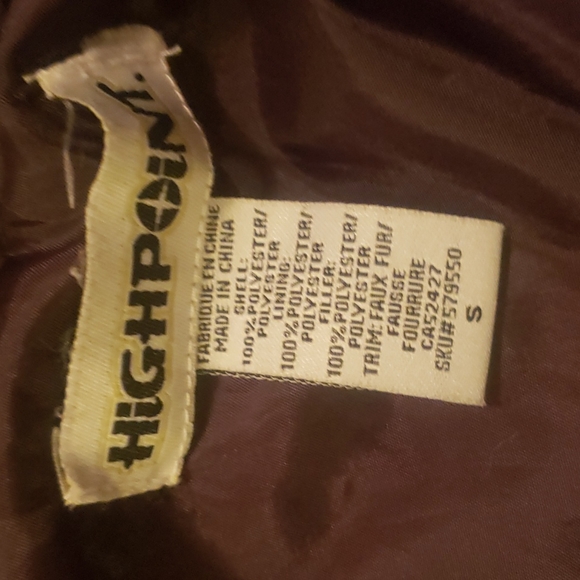 HIGHPOINT
FABRIQUE EN CHINE
MADE IN CHINA
SHELL:
100%POLYESTER/
POLYESTER
LINING:
100%POLYESTER/
POLYESTER
FILLER:
100%POLYESTER/
POLYESTER
TRIM: FAUX FUR/
FAUSSE
FOURRURE
CA52427
SKU#579550
S